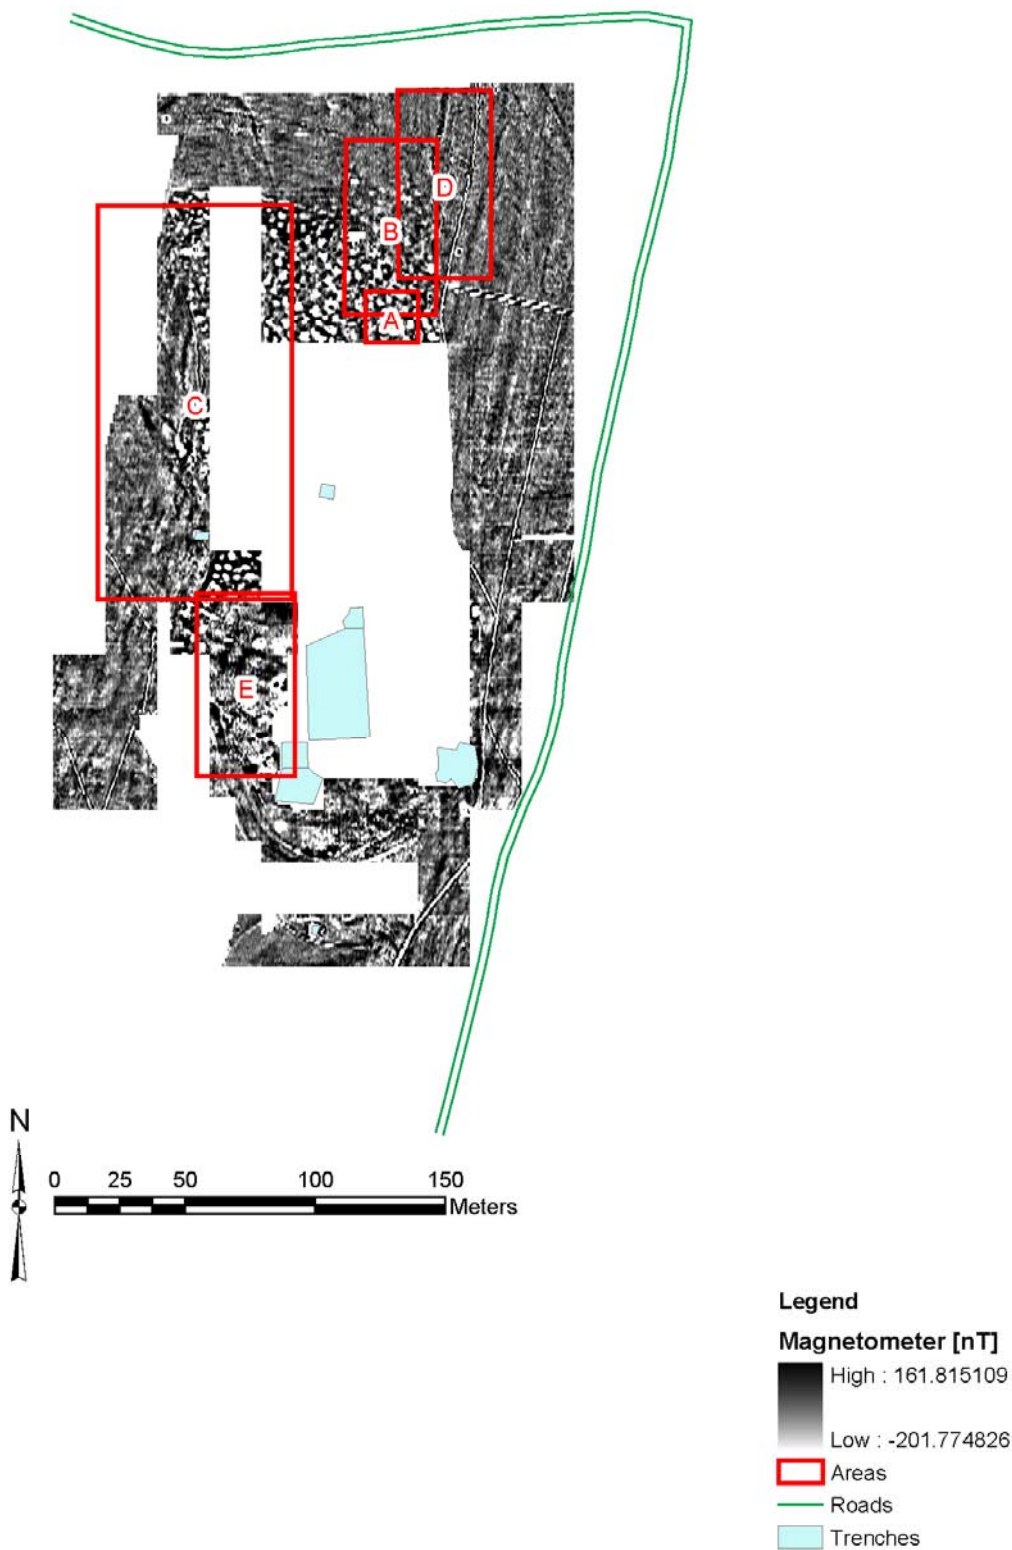 D
B
A
C
E
N
0 25 50 100 150
Meters
Legend
Magnetometer [nT]
High : 161.815109
Low : -201.774826
Areas
Roads
Trenches